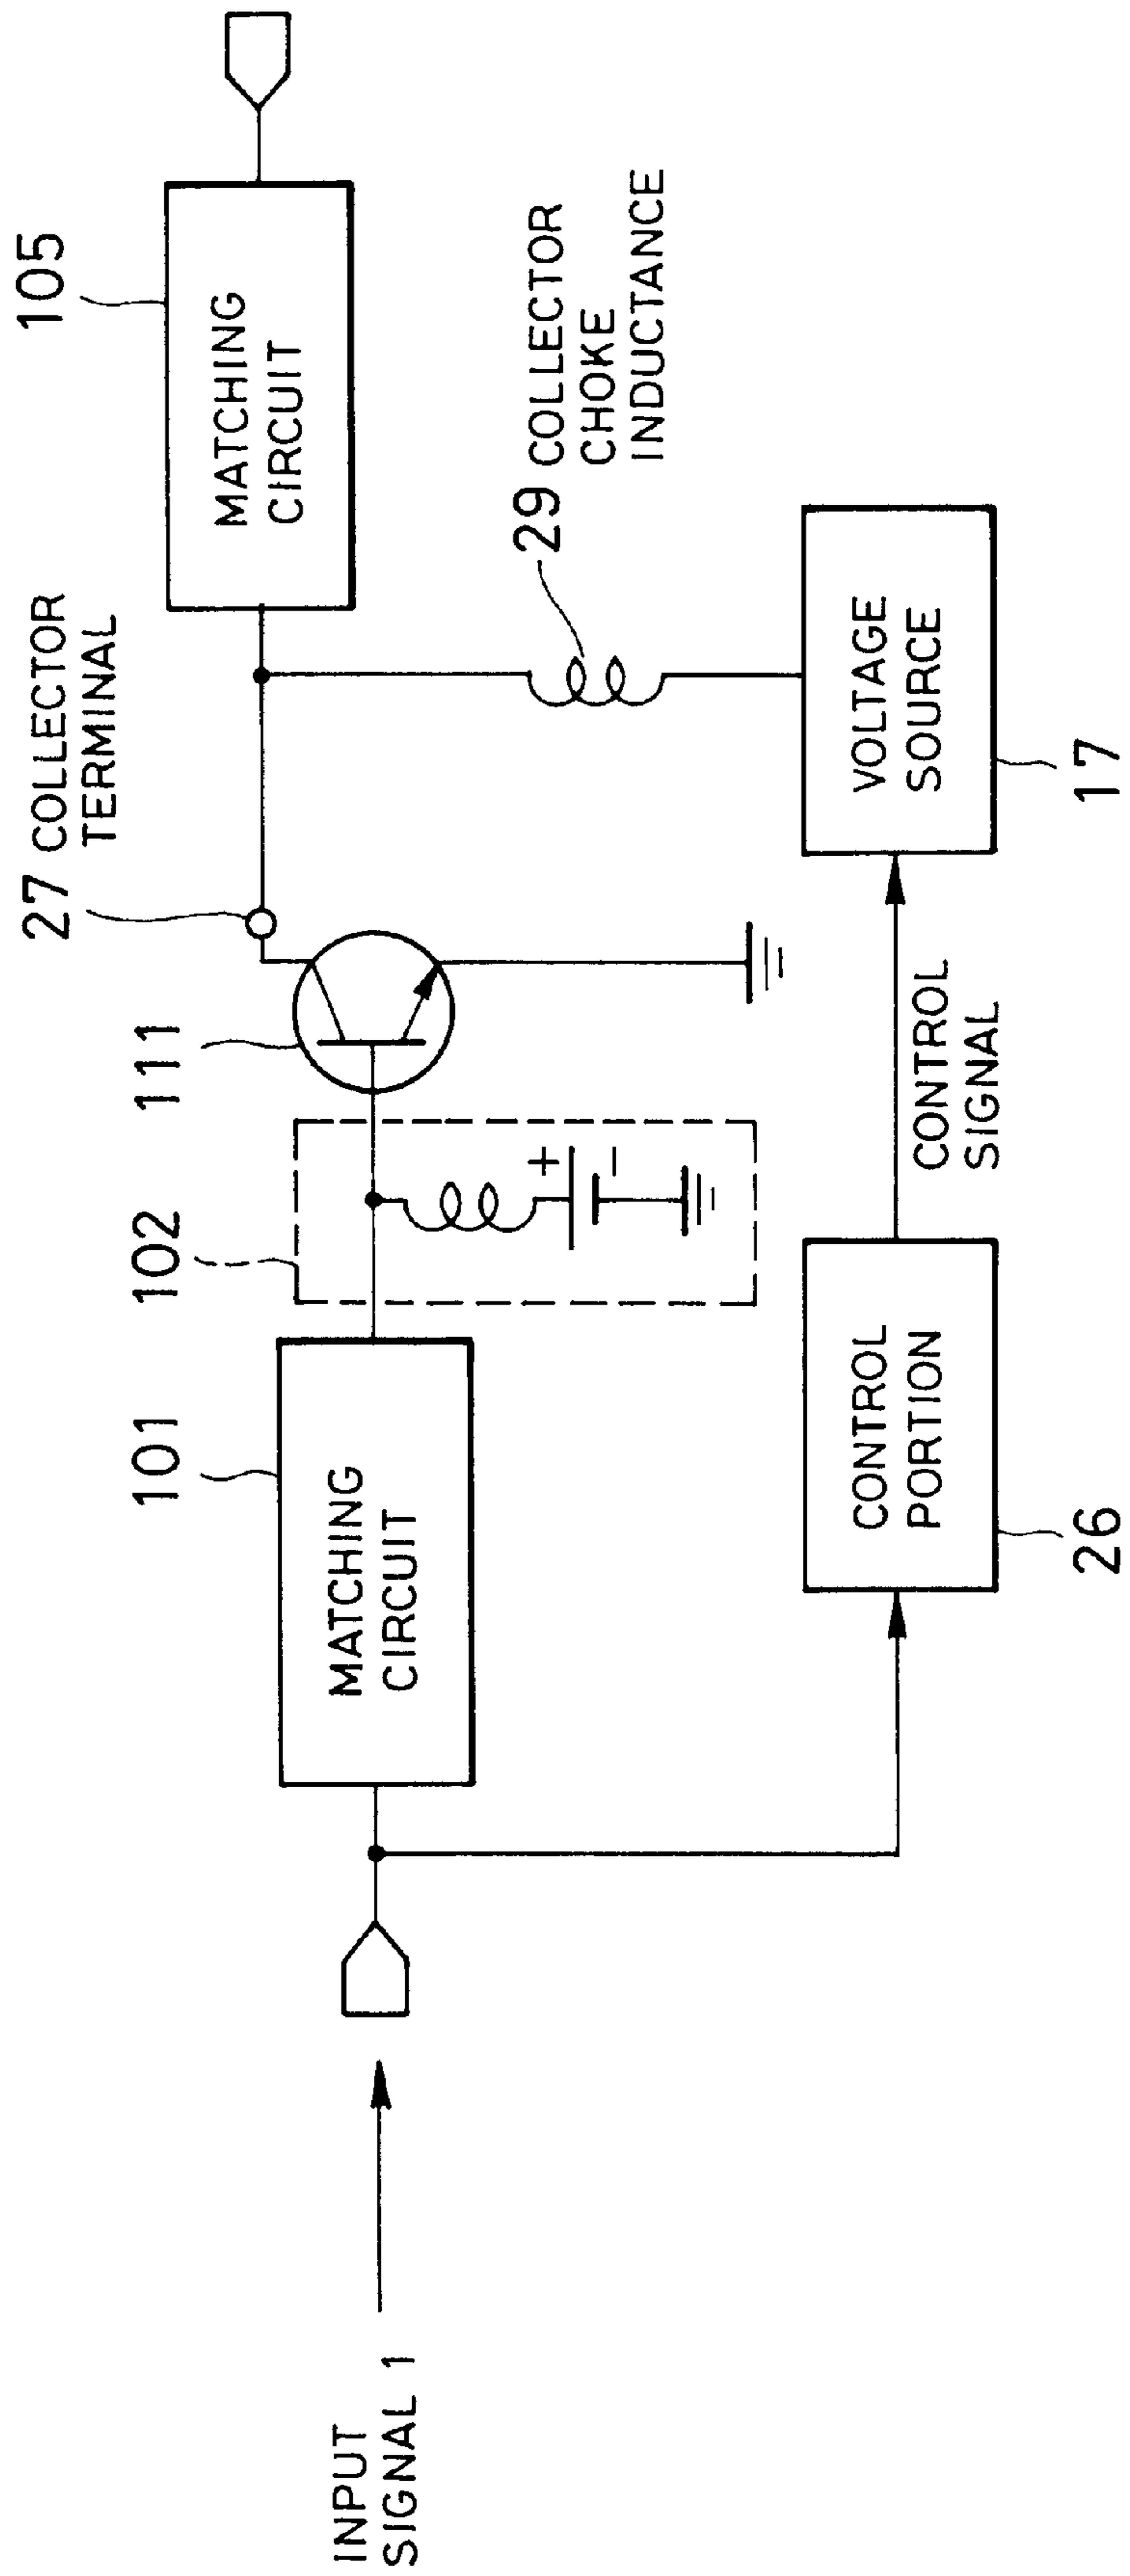 105
MATCHING
CIRCUIT
27 COLLECTOR
TERMINAL
111
29 COLLECTOR
CHOKE
INDUCTANCE
102
+
−
101
MATCHING
CIRCUIT
VOLTAGE
SOURCE
17
CONTROL
SIGNAL
CONTROL
PORTION
26
INPUT
SIGNAL 1